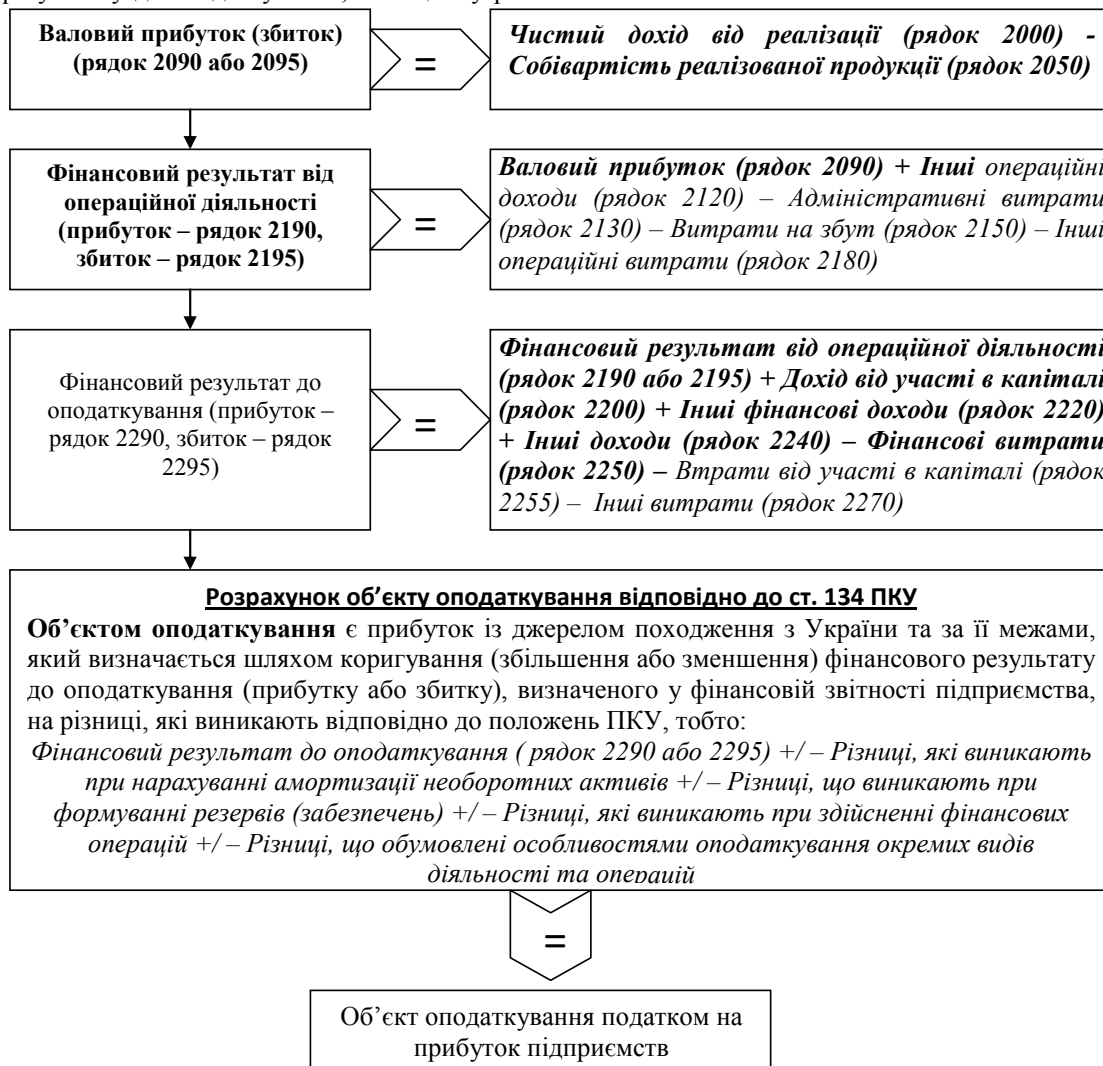 Валовий прибуток (збиток)
(рядок 2090 або 2095)
=
Чистий дохід від реалізації (рядок 2000) -
Собівартість реалізованої продукції (рядок 2050)
Фінансовий результат від
операційної діяльності
(прибуток – рядок 2190,
збиток – рядок 2195)
=
Валовий прибуток (рядок 2090) + Інші операційні
доходи (рядок 2120) – Адміністративні витрати
(рядок 2130) – Витрати на збут (рядок 2150) – Інші
операційні витрати (рядок 2180)
Фінансовий результат до
оподаткування (прибуток –
рядок 2290, збиток – рядок
2295)
=
Фінансовий результат від операційної діяльності
(рядок 2190 або 2195) + Дохід від участі в капіталі
(рядок 2200) + Інші фінансові доходи (рядок 2220)
+ Інші доходи (рядок 2240) – Фінансові витрати
(рядок 2250) – Втрати від участі в капіталі (рядок
2255) – Інші витрати (рядок 2270)
Розрахунок об’єкту оподаткування відповідно до ст. 134 ПКУ
Об’єктом оподаткування є прибуток із джерелом походження з України та за її межами,
який визначається шляхом коригування (збільшення або зменшення) фінансового результату
до оподаткування (прибутку або збитку), визначеного у фінансовій звітності підприємства,
на різниці, які виникають відповідно до положень ПКУ, тобто:
Фінансовий результат до оподаткування ( рядок 2290 або 2295) +/– Різниці, які виникають
при нарахуванні амортизації необоротних активів +/– Різниці, що виникають при
формуванні резервів (забезпечень) +/– Різниці, які виникають при здійсненні фінансових
операцій +/– Різниці, що обумовлені особливостями оподаткування окремих видів
діяльності та операцій
=
Об’єкт оподаткування податком на
прибуток підприємств